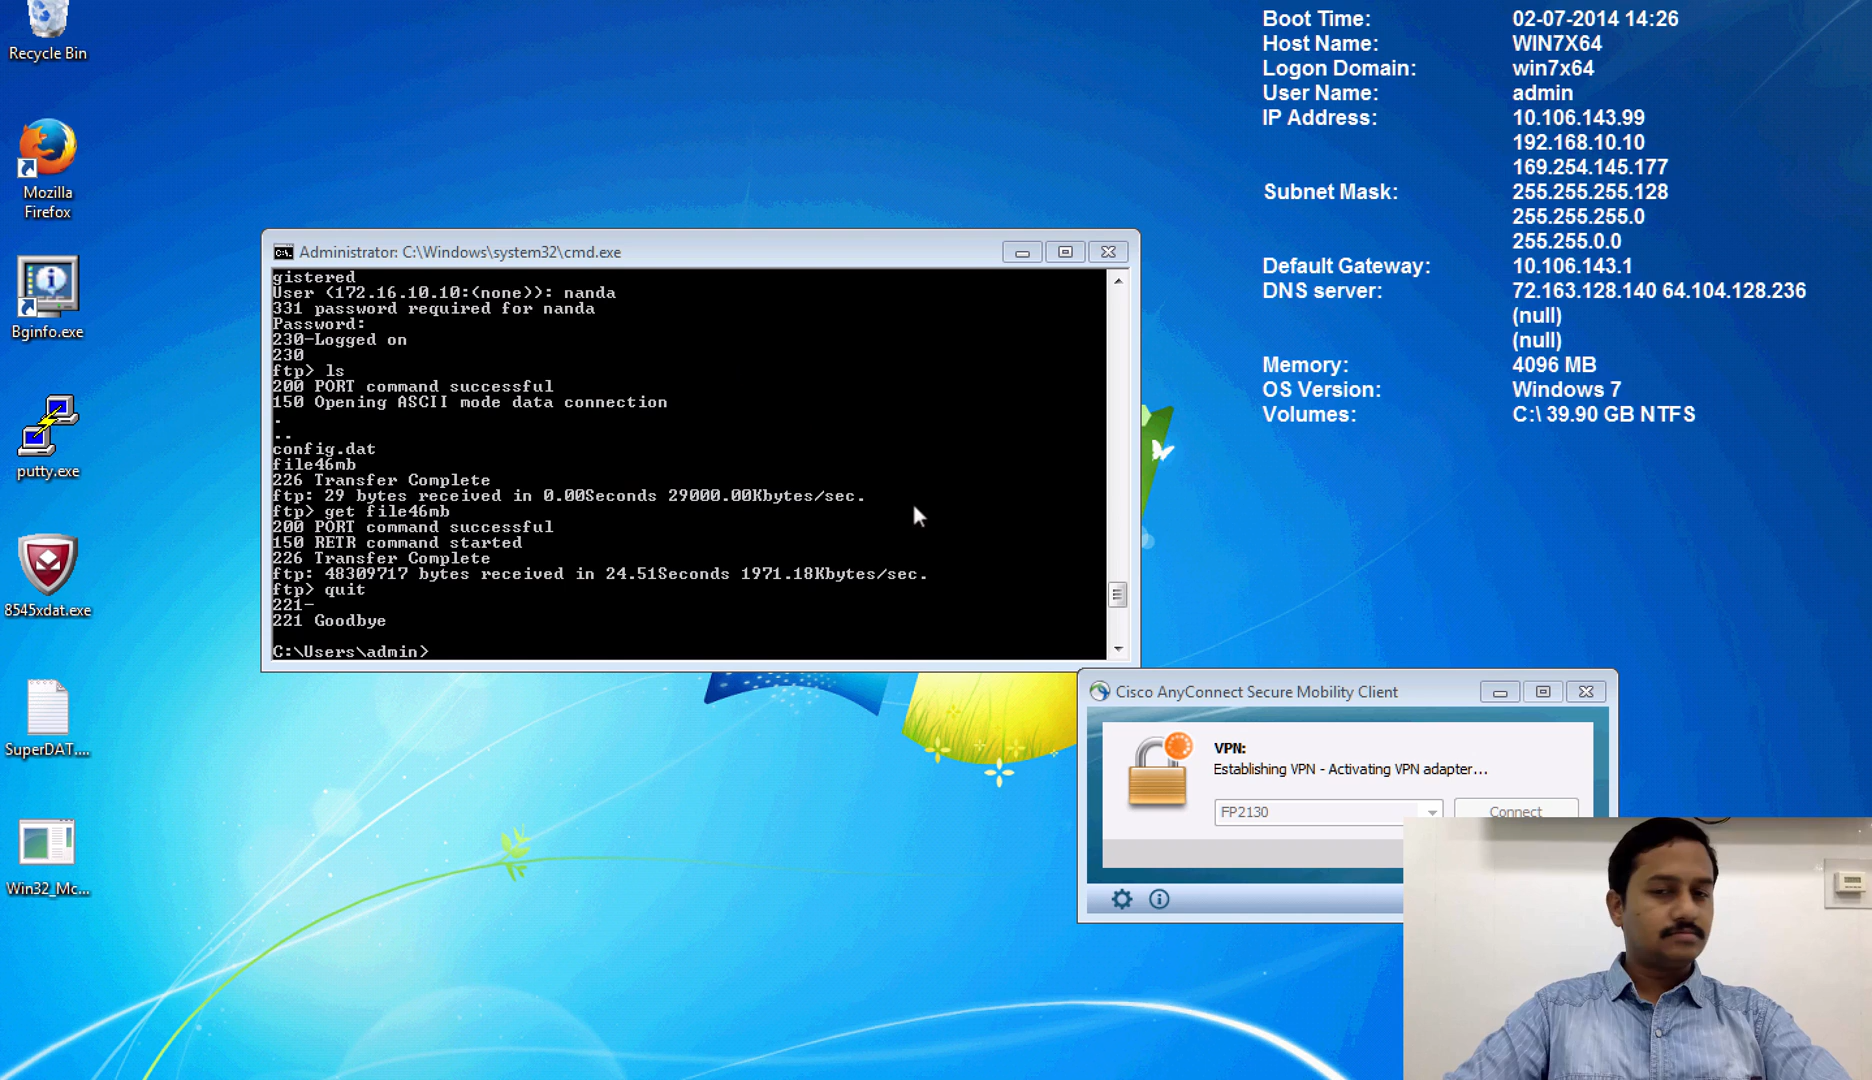 Recycle Bin
Mozilla
Firefox
Bginfo.exe
putty.exe
8545xdat.exe
SuperDAT....
Win32_Mc...
Boot Time: 02-07-2014 14:26
Host Name: WIN7X64
Logon Domain: win7x64
User Name: admin
IP Address: 10.106.143.99
192.168.10.10
169.254.145.177
Subnet Mask: 255.255.255.128
255.255.255.0
255.255.0.0
Default Gateway: 10.106.143.1
DNS server: 72.163.128.140 64.104.128.236
(null)
(null)
Memory: 4096 MB
OS Version: Windows 7
Volumes: C:\ 39.90 GB NTFS
Administrator: C:\Windows\system32\cmd.exe
gistered
User (172.16.10.10:(none)): nanda
331 password required for nanda
Password:
230-Logged on
230
ftp> ls
200 PORT command successful
150 Opening ASCII mode data connection
.
..
config.dat
file46mb
226 Transfer Complete
ftp: 29 bytes received in 0.00Seconds 29000.00Kbytes/sec.
ftp> get file46mb
200 PORT command successful
150 RETR command started
226 Transfer Complete
ftp: 48309717 bytes received in 24.51Seconds 1971.18Kbytes/sec.
ftp> quit
221-
221 Goodbye
C:\Users\admin>
Cisco AnyConnect Secure Mobility Client
VPN:
Establishing VPN - Activating VPN adapter...
FP2130
Connect